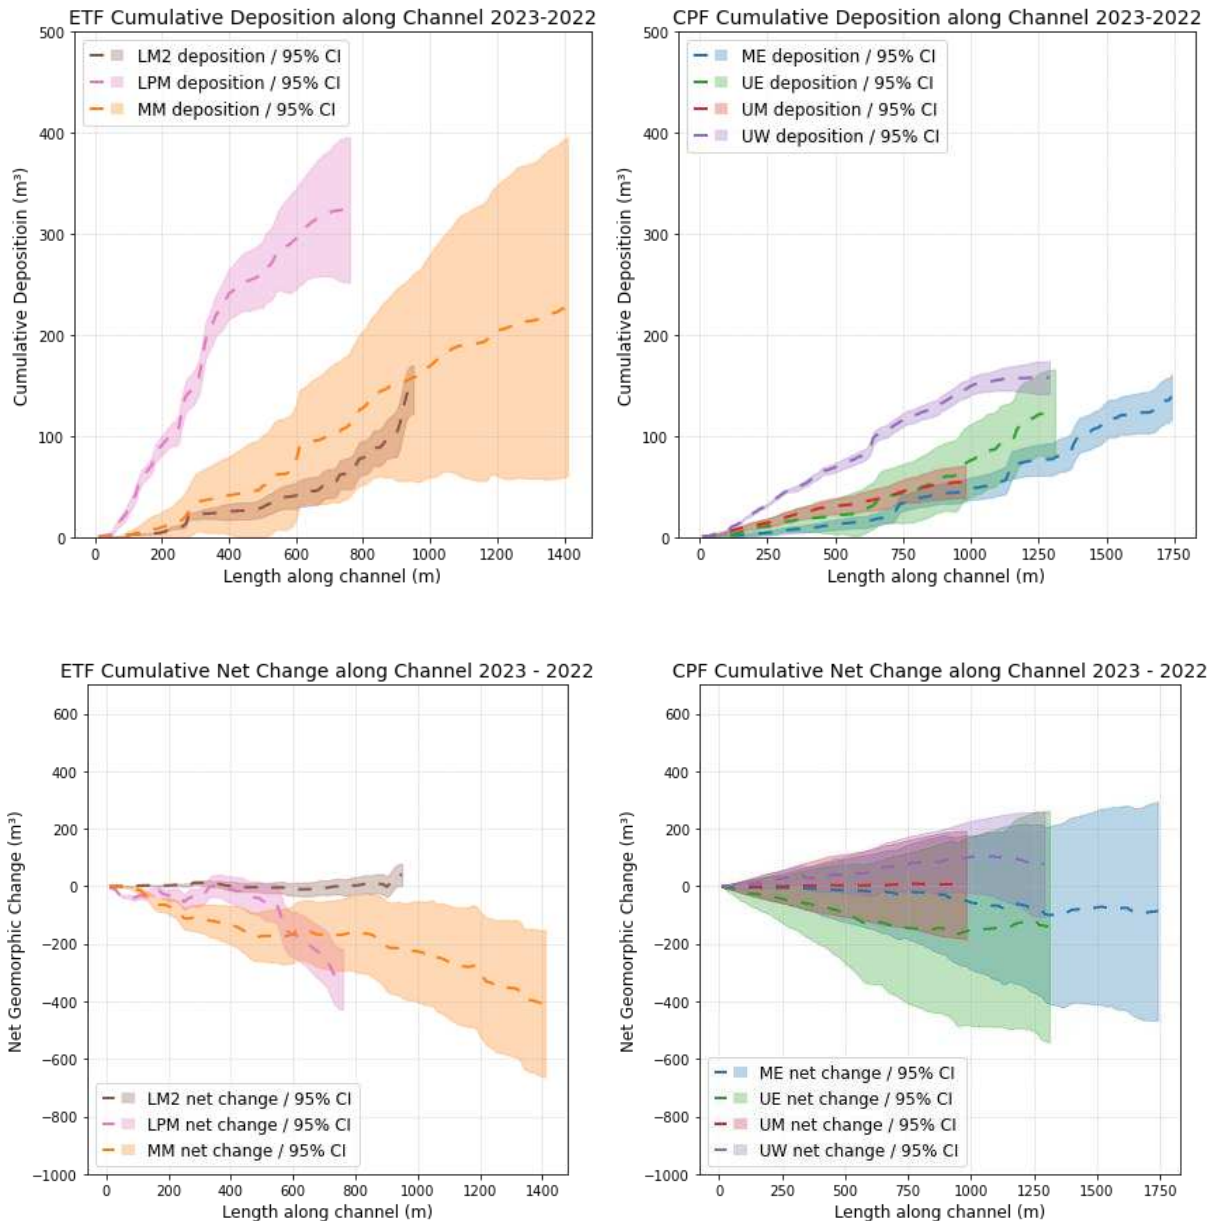 ETF Cumulative Deposition along Channel 2023-2022
500
400
300
200
100
0
Cumulative Deposition (m³)
LM2 deposition / 95% CI
LPM deposition / 95% CI
MM deposition / 95% CI
0 200 400 600 800 1000 1200 1400
Length along channel (m)
CPF Cumulative Deposition along Channel 2023-2022
500
400
300
200
100
0
Cumulative Depositioin (m³)
ME deposition / 95% CI
UE deposition / 95% CI
UM deposition / 95% CI
UW deposition / 95% CI
0 250 500 750 1000 1250 1500 1750
Length along channel (m)
ETF Cumulative Net Change along Channel 2023 - 2022
600
400
200
0
−200
−400
−600
−800
−1000
Net Geomorphic Change (m³)
LM2 net change / 95% CI
LPM net change / 95% CI
MM net change / 95% CI
0 200 400 600 800 1000 1200 1400
Length along channel (m)
CPF Cumulative Net Change along Channel 2023 - 2022
600
400
200
0
−200
−400
−600
−800
−1000
Net Geomorphic Change (m³)
ME net change / 95% CI
UE net change / 95% CI
UM net change / 95% CI
UW net change / 95% CI
0 250 500 750 1000 1250 1500 1750
Length along channel (m)